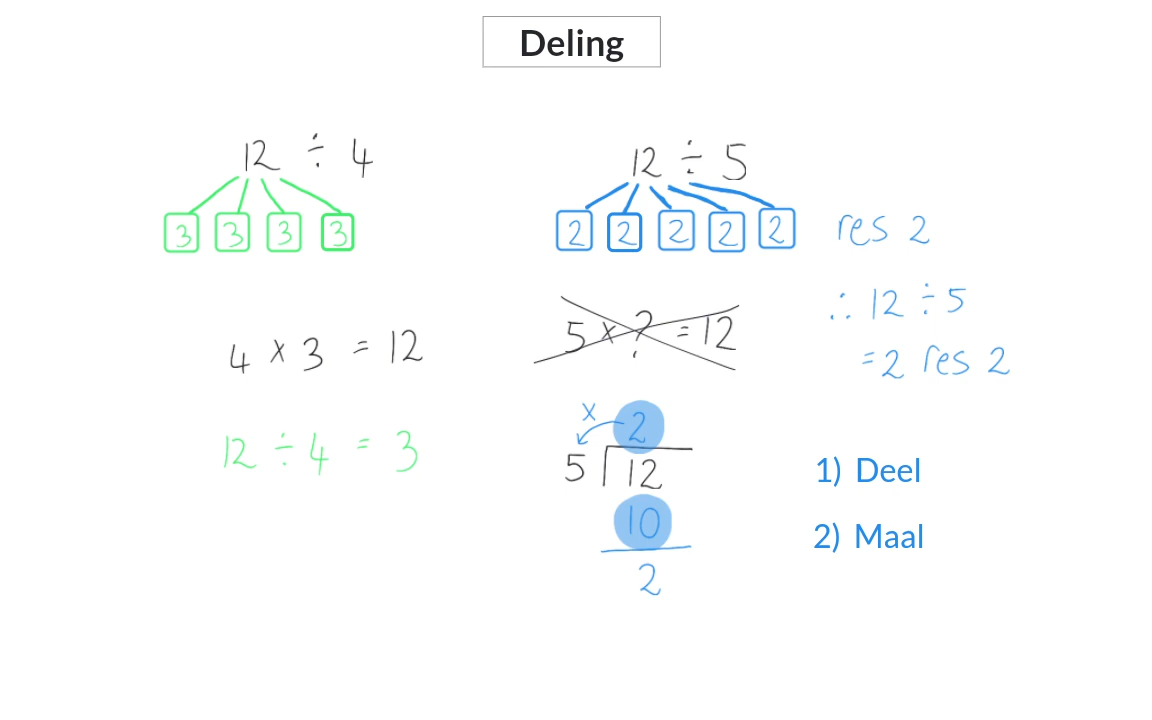 Deling
12 ÷ 4
3 3 3 3
4 x 3 = 12
12 ÷ 4 = 3
12 ÷ 5
2 2 2 2 2 res 2
∴ 12 ÷ 5
= 2 res 2
5 x ? = 12
x 2
5 12
10
2
1) Deel
2) Maal